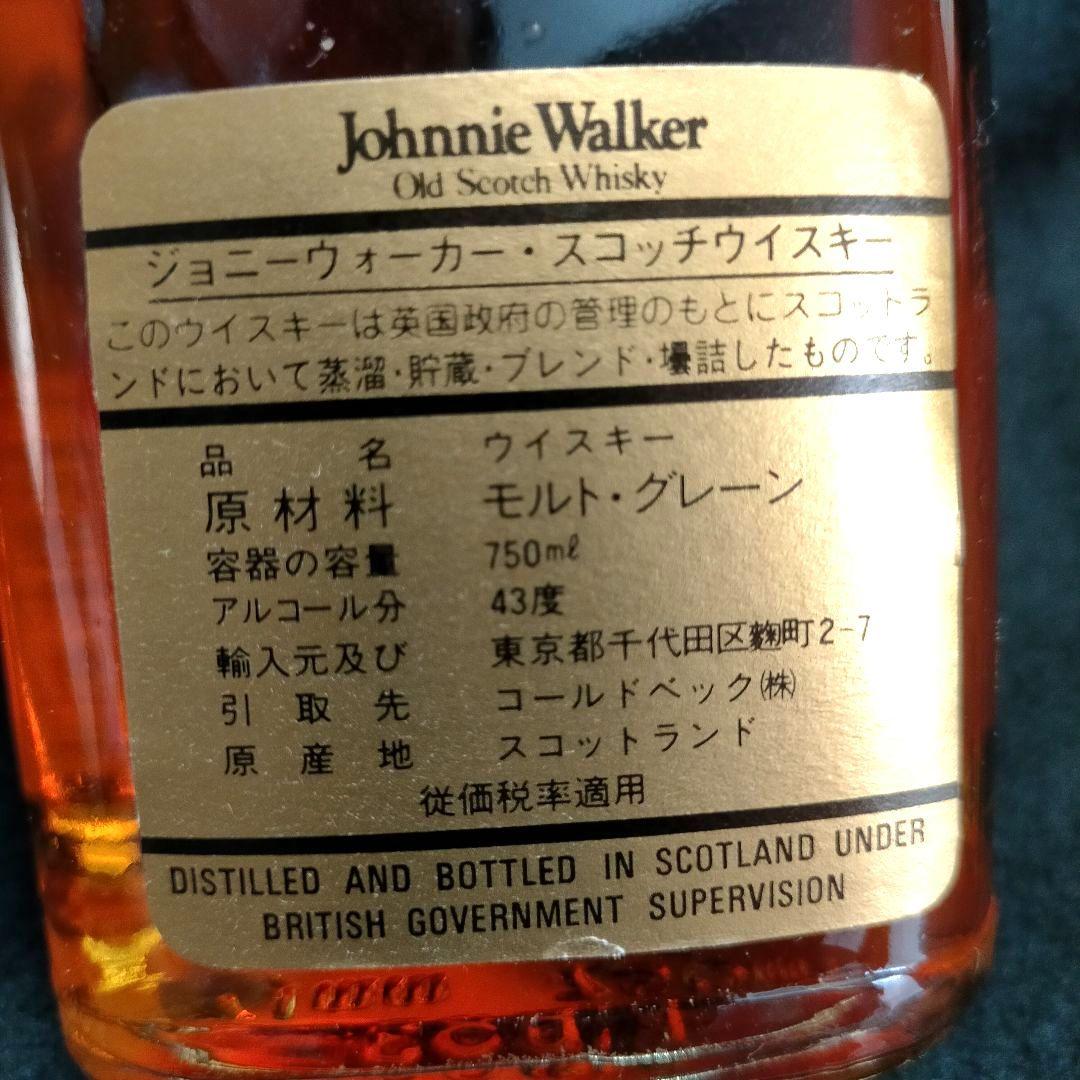 Johnnie Walker
Old Scotch Whisky
ジョニーウォーカー・スコッチウイスキー
このウイスキーは英国政府の管理のもとにスコットラ
ンドにおいて蒸溜・貯蔵・ブレンド・壜詰したものです。
品名 ウイスキー
原材料 モルト・グレーン
容器の容量 750ml
アルコール分 43度
輸入元及び 東京都千代田区麴町2-7
引取先 コールドベック㈱
原産地 スコットランド
従価税率適用
DISTILLED AND BOTTLED IN SCOTLAND UNDER
BRITISH GOVERNMENT SUPERVISION